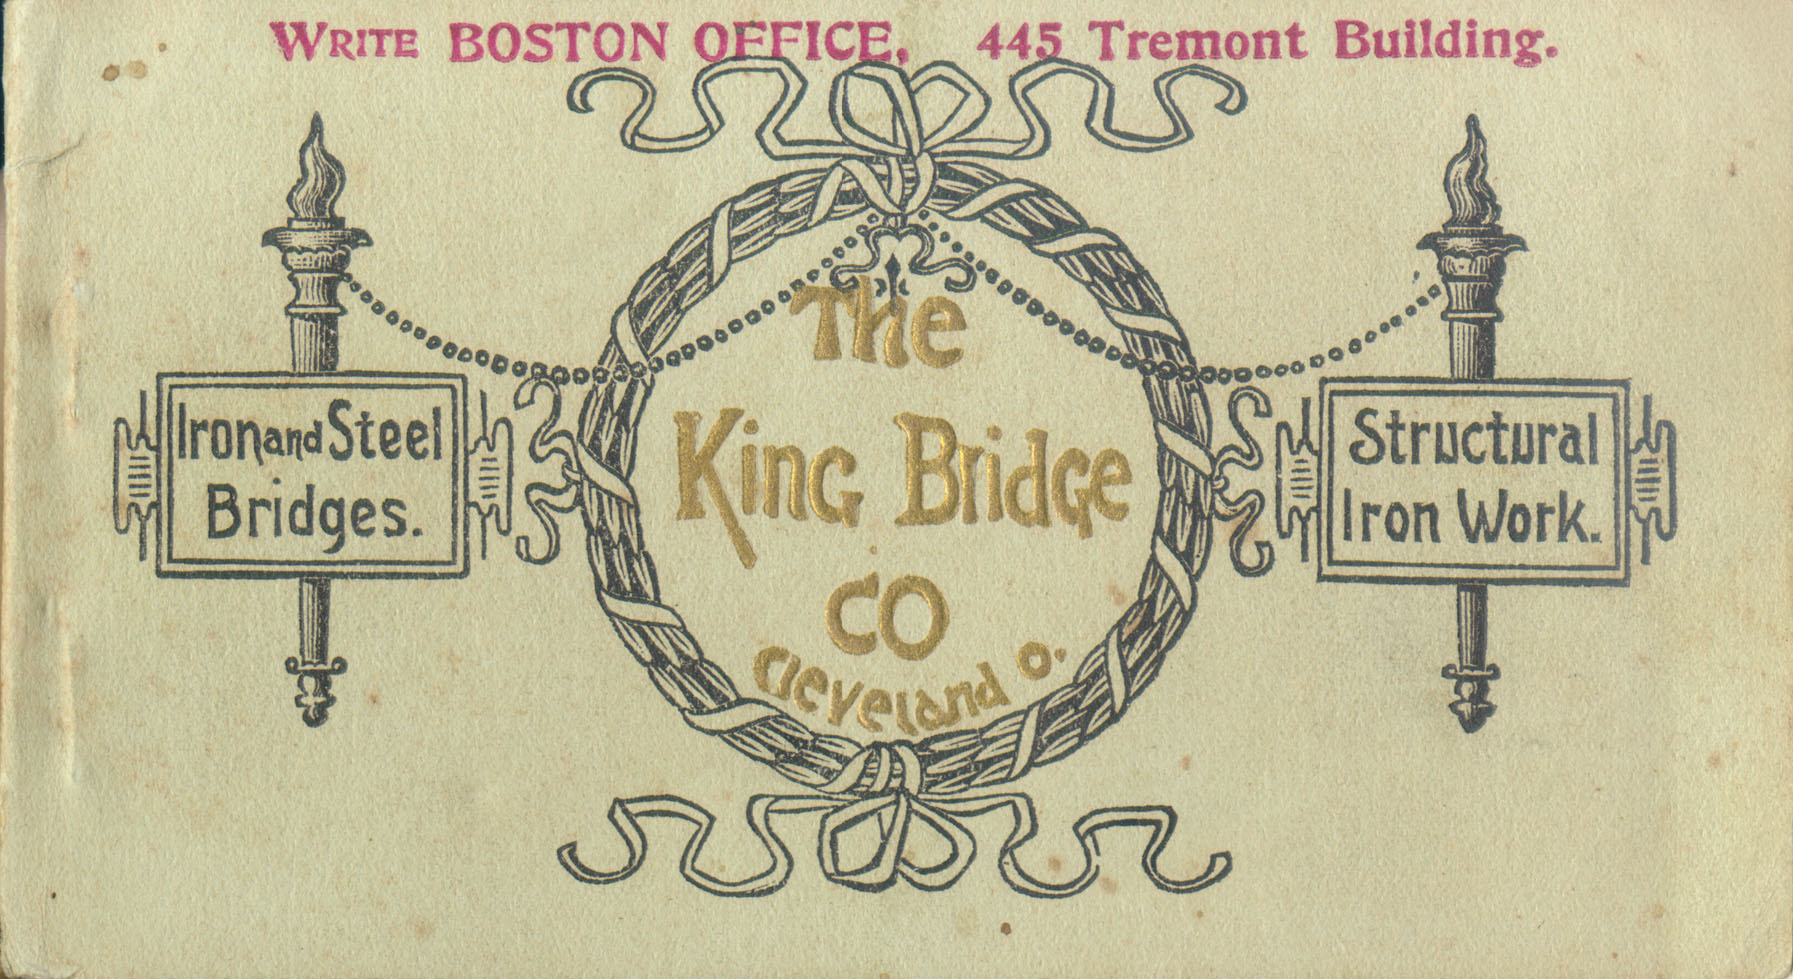 WRITE BOSTON OFFICE, 445 Tremont Building.
The
King Bridge
CO
Cleveland O.
Iron and Steel
Bridges.
Structural
Iron Work.